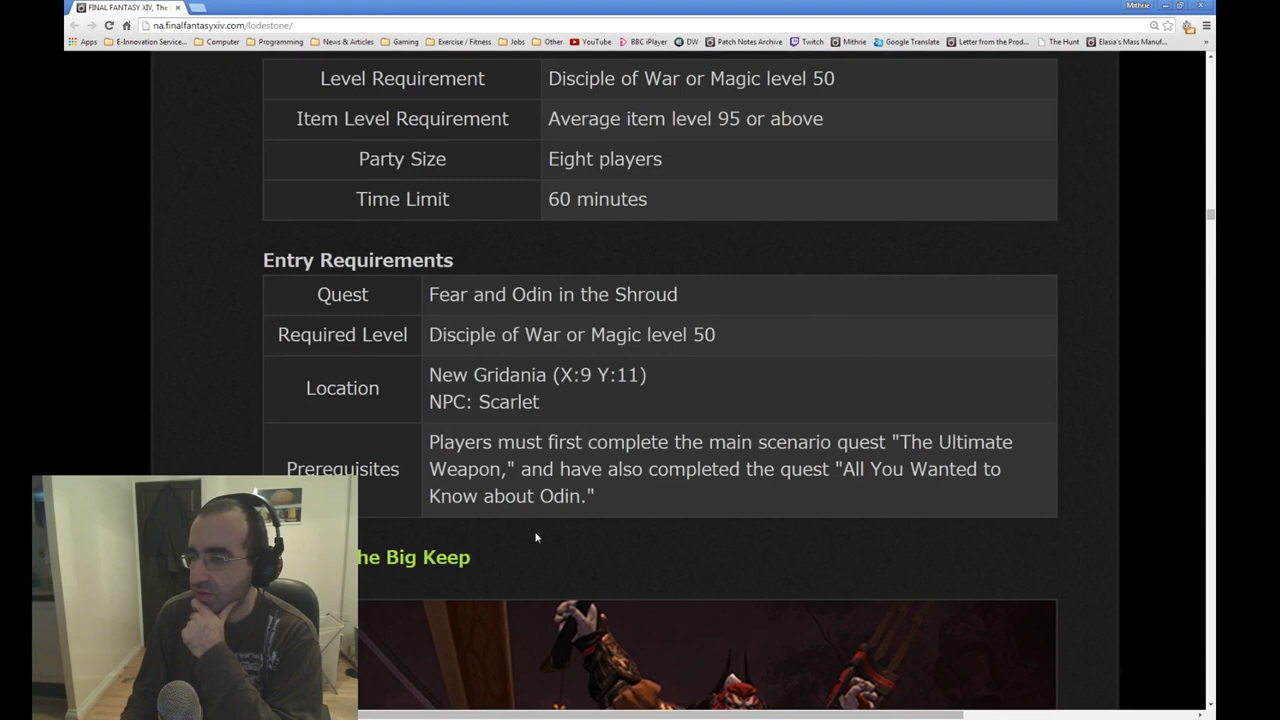 FINAL FANTASY XIV, The
Mithrie
na.finalfantasyxiv.com/lodestone/
Apps
E-Innovation Service...
Computer
Programming
News & Articles
Gaming
Exercise / Fitness
Jobs
Other
YouTube
BBC iPlayer
DW
Patch Notes Archive
Twitch
Mithrie
Google Translate
Letter from the Prod...
The Hunt
Elasia's Mass Manuf...
Level Requirement Disciple of War or Magic level 50
Item Level Requirement Average item level 95 or above
Party Size Eight players
Time Limit 60 minutes
Entry Requirements
Quest Fear and Odin in the Shroud
Required Level Disciple of War or Magic level 50
Location New Gridania (X:9 Y:11)
NPC: Scarlet
Prerequisites Players must first complete the main scenario quest "The Ultimate
Weapon," and have also completed the quest "All You Wanted to
Know about Odin."
he Big Keep